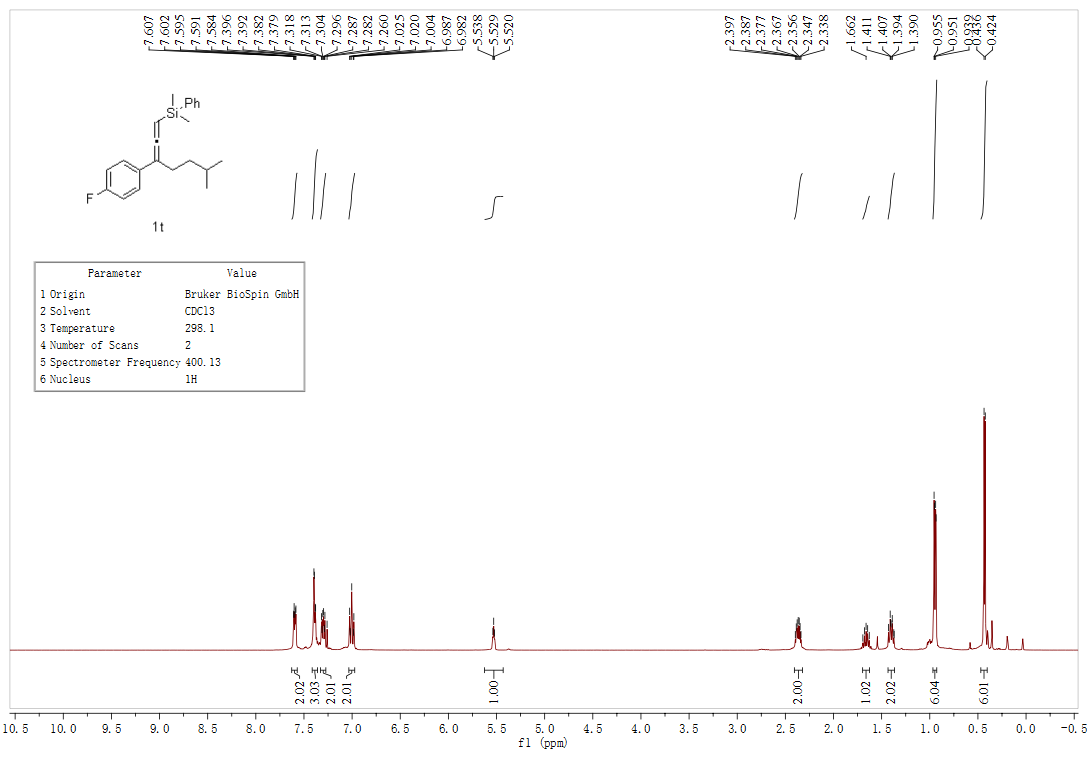 7.607 7.602 7.595 7.591 7.584 7.396 7.392 7.382 7.379 7.318 7.313 7.304 7.296 7.287 7.282 7.260 7.025 7.020 7.004 6.987 6.982 5.538 5.529 5.520 2.397 2.387 2.377 2.367 2.356 2.347 2.338 1.662 1.411 1.407 1.394 1.390 0.955 0.951 0.939 0.436 0.424
Si Ph
F
1t
Parameter Value
1 Origin Bruker BioSpin GmbH
2 Solvent CDCl3
3 Temperature 298.1
4 Number of Scans 2
5 Spectrometer Frequency 400.13
6 Nucleus 1H
2.02 3.03 2.01 2.01 1.00 2.00 1.02 2.02 6.04 6.01
10.5 10.0 9.5 9.0 8.5 8.0 7.5 7.0 6.5 6.0 5.5 5.0 4.5 4.0 3.5 3.0 2.5 2.0 1.5 1.0 0.5 0.0 -0.5
f1 (ppm)